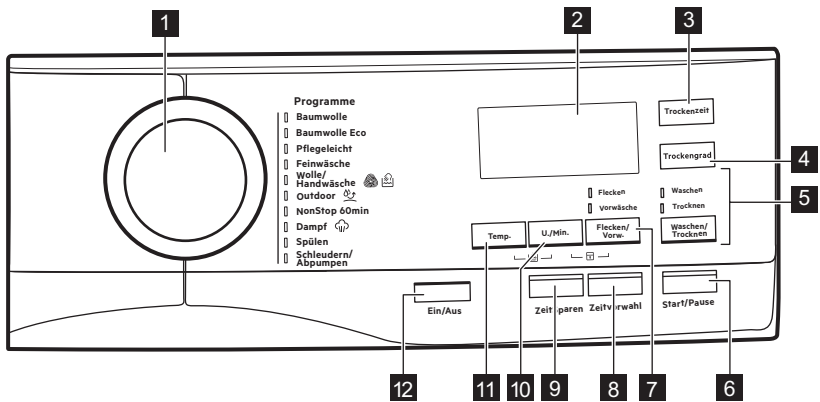 1
2
3
Programme
Baumwolle
Baumwolle Eco
Pflegeleicht
Feinwäsche
Wolle/
Handwäsche
Outdoor
NonStop 60min
Dampf
Spülen
Schleudern/
Abpumpen
Trockenzeit
Trockengrad
4
5
Flecken
Vorwäsche
Waschen
Trocknen
Temp.
U./Min.
Flecken/
Vorw.
Waschen/
Trocknen
Ein/Aus
Zeit Sparen
Zeitvorwahl
Start/Pause
12
11
10
9
8
7
6